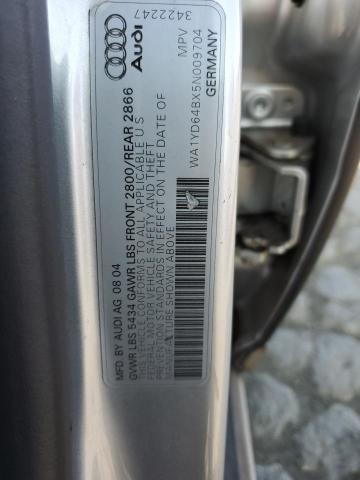 MFD. BY AUDI AG 08 04
GVWR LBS 5434 GAWR LBS FRONT 2800/REAR 2866
THIS VEHICLE CONFORMS TO ALL APPLICABLE U S
FEDERAL MOTOR VEHICLE SAFETY AND THEFT
PREVENTION STANDARDS IN EFFECT ON THE DATE OF
MANUFACTURE SHOWN ABOVE
WA1YD64BX5N009704
GERMANY
MPV
Audi
3422247